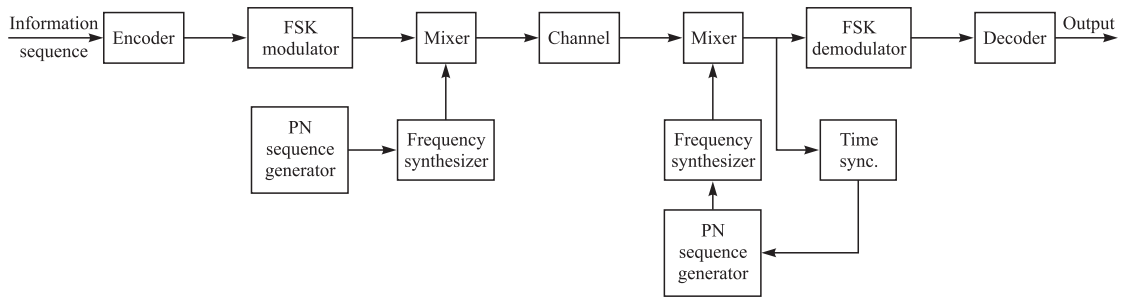 Information
sequence
Encoder
FSK
modulator
Mixer
Channel
Mixer
FSK
demodulator
Decoder
Output
PN
sequence
generator
Frequency
synthesizer
Frequency
synthesizer
Time
sync.
PN
sequence
generator